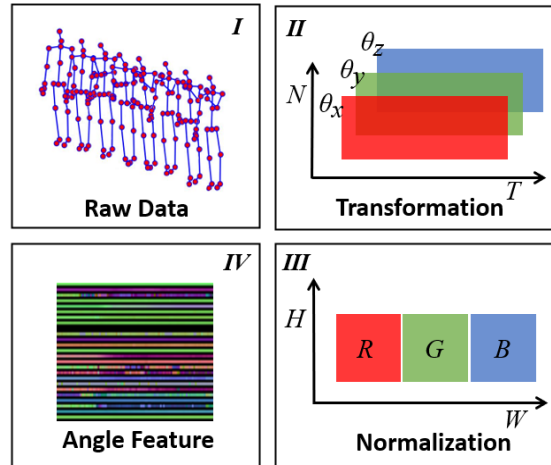 I
Raw Data
II
θz
θy
N
θx
T
Transformation
IV
Angle Feature
III
H
R G B
W
Normalization